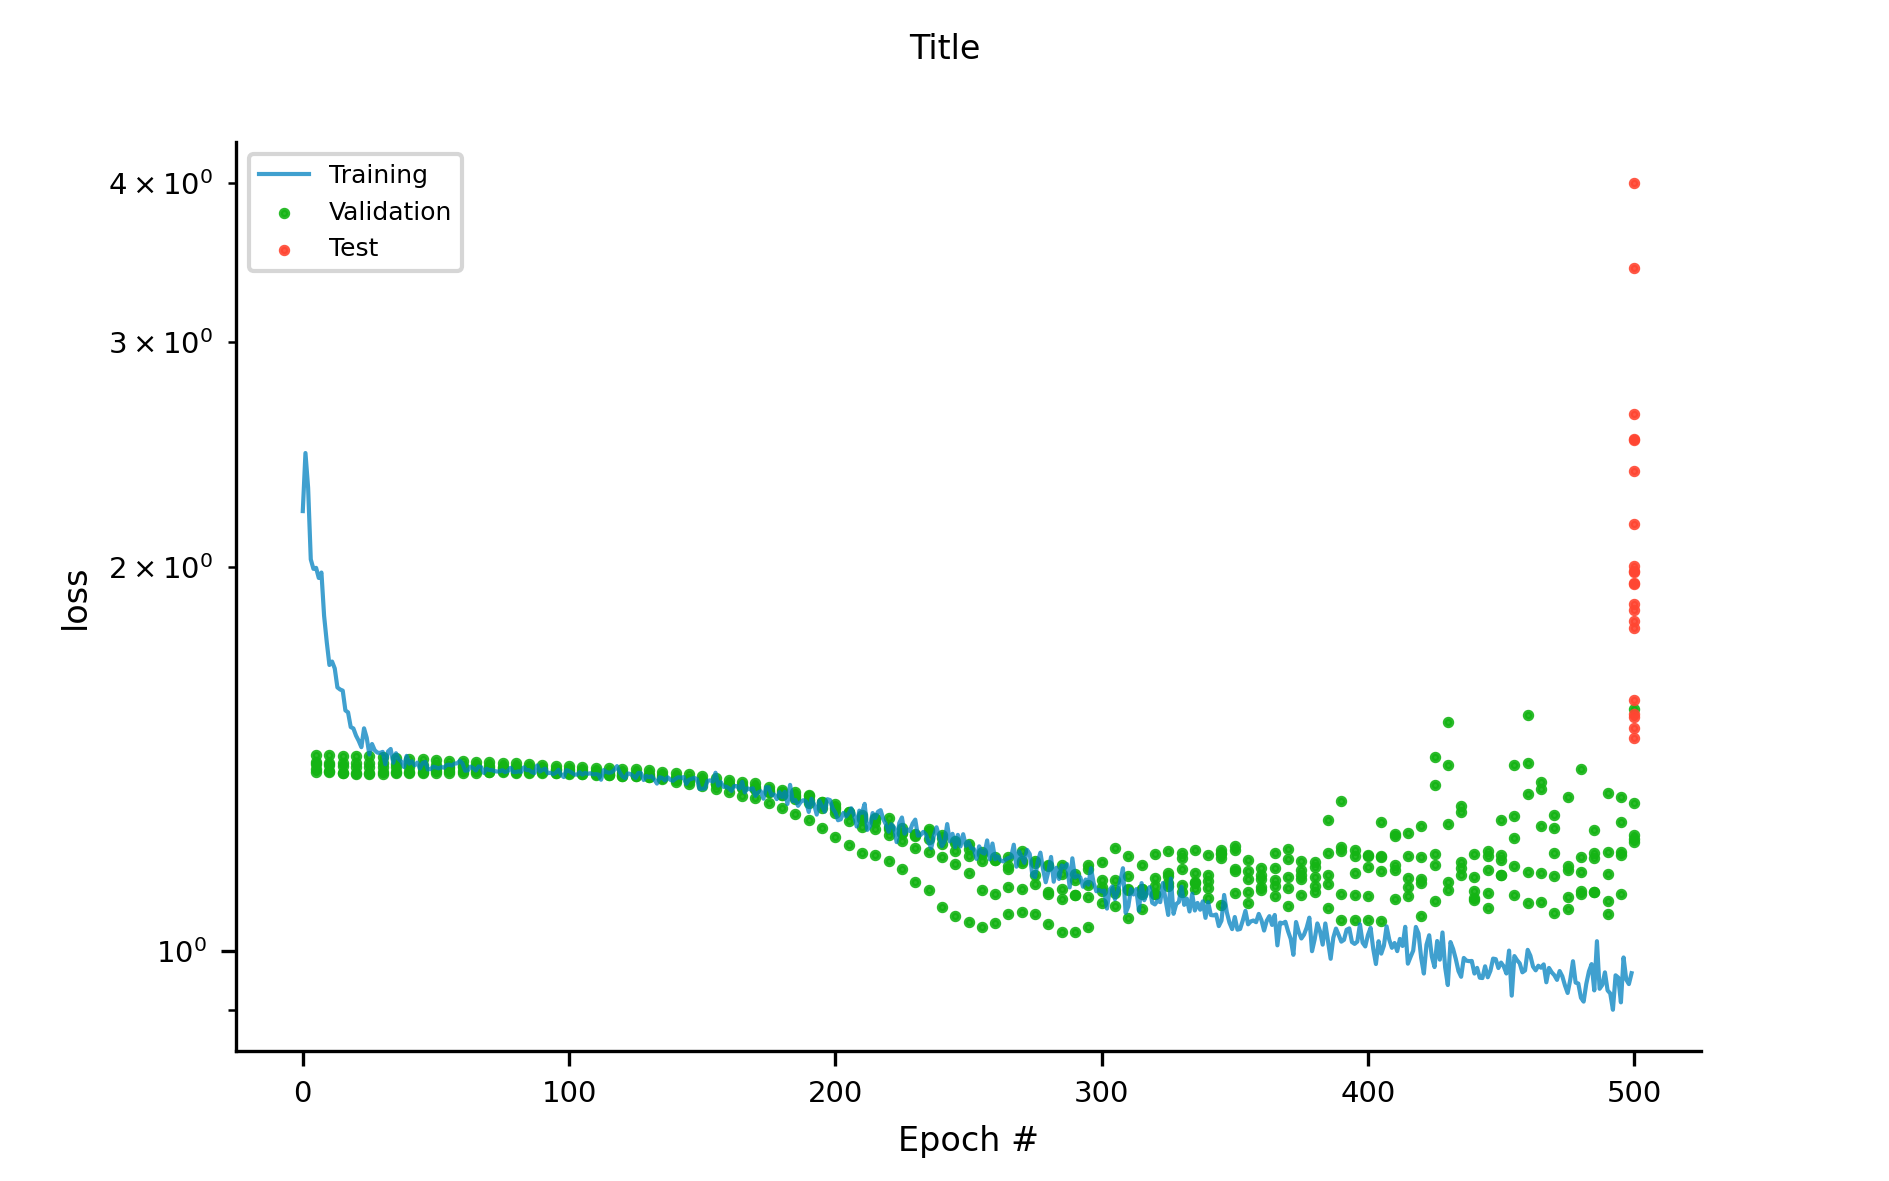 Title
Training
Validation
Test
4 × 10⁰
3 × 10⁰
2 × 10⁰
10⁰
loss
0 100 200 300 400 500
Epoch #